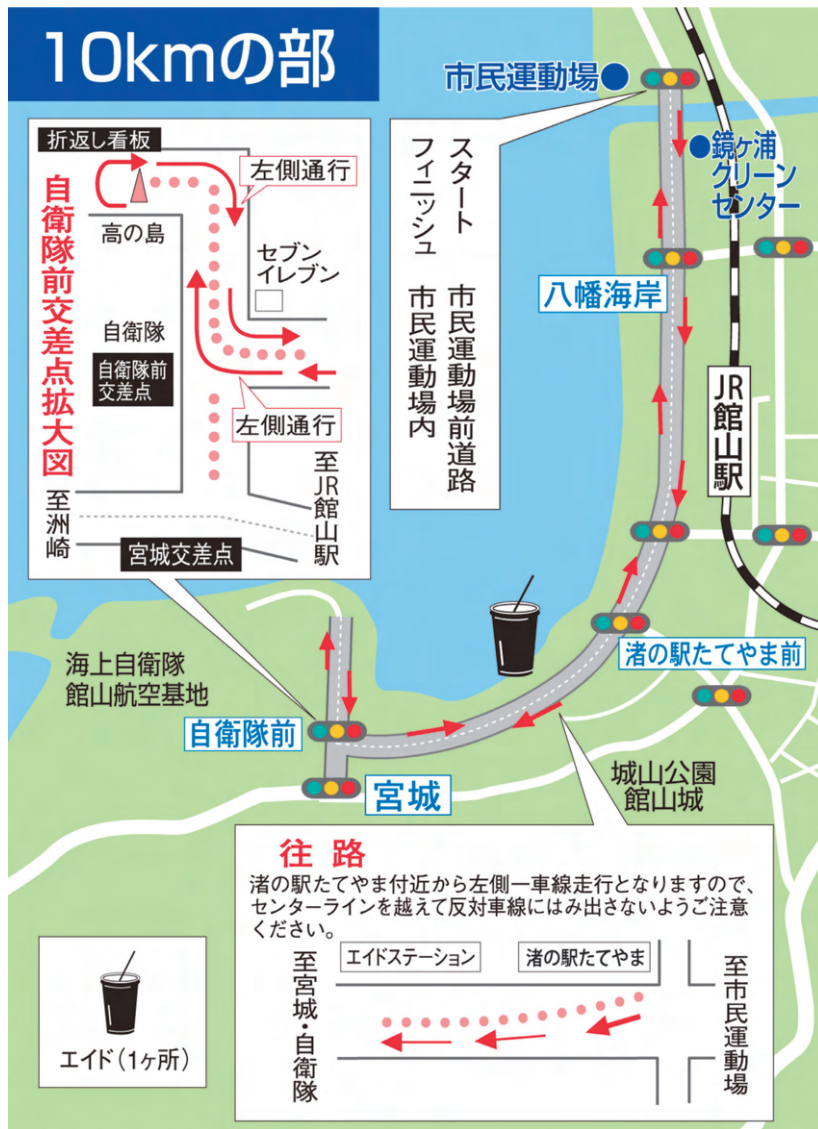 10kmの部
市民運動場
鏡ヶ浦
クリーン
センター
折返し看板
左側通行
自衛隊前交差点拡大図
高の島
セブン
イレブン
自衛隊
自衛隊前
交差点
左側通行
至洲崎
至JR館山駅
宮城交差点
スタート 市民運動場前道路
フィニッシュ 市民運動場内
八幡海岸
JR館山駅
渚の駅たてやま前
海上自衛隊
館山航空基地
自衛隊前
宮城
城山公園
館山城
往路
渚の駅たてやま付近から左側一車線走行となりますので、
センターラインを越えて反対車線にはみ出さないようご注意
ください。
エイドステーション
渚の駅たてやま
至宮城・自衛隊
至市民運動場
エイド(1ヶ所)